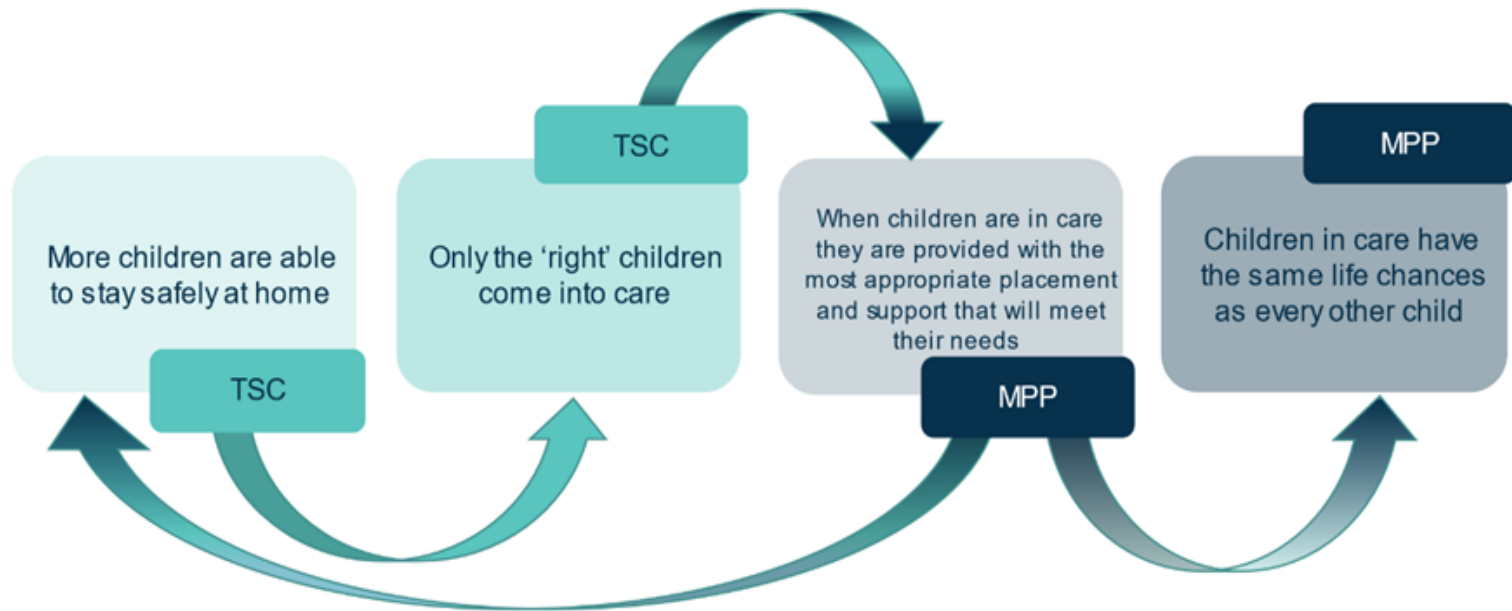 More children are able
to stay safely at home
TSC
TSC
Only the ‘right’ children
come into care
When children are in care
they are provided with the
most appropriate placement
and support that will meet
their needs
MPP
MPP
Children in care have
the same life chances
as every other child